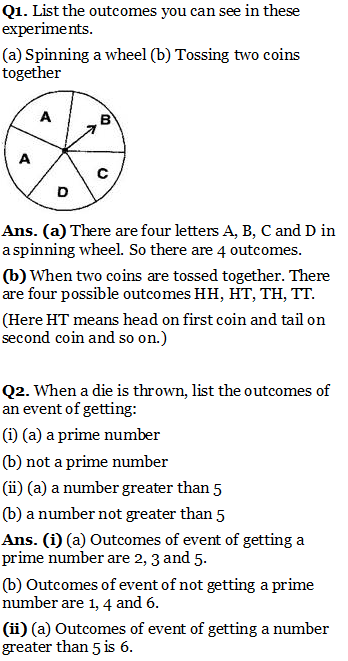 Q1. List the outcomes you can see in these
experiments.
(a) Spinning a wheel (b) Tossing two coins
together
A
B
A
C
D
Ans. (a) There are four letters A, B, C and D in
a spinning wheel. So there are 4 outcomes.
(b) When two coins are tossed together. There
are four possible outcomes HH, HT, TH, TT.
(Here HT means head on first coin and tail on
second coin and so on.)
Q2. When a die is thrown, list the outcomes of
an event of getting:
(i) (a) a prime number
(b) not a prime number
(ii) (a) a number greater than 5
(b) a number not greater than 5
Ans. (i) (a) Outcomes of event of getting a
prime number are 2, 3 and 5.
(b) Outcomes of event of not getting a prime
number are 1, 4 and 6.
(ii) (a) Outcomes of event of getting a number
greater than 5 is 6.